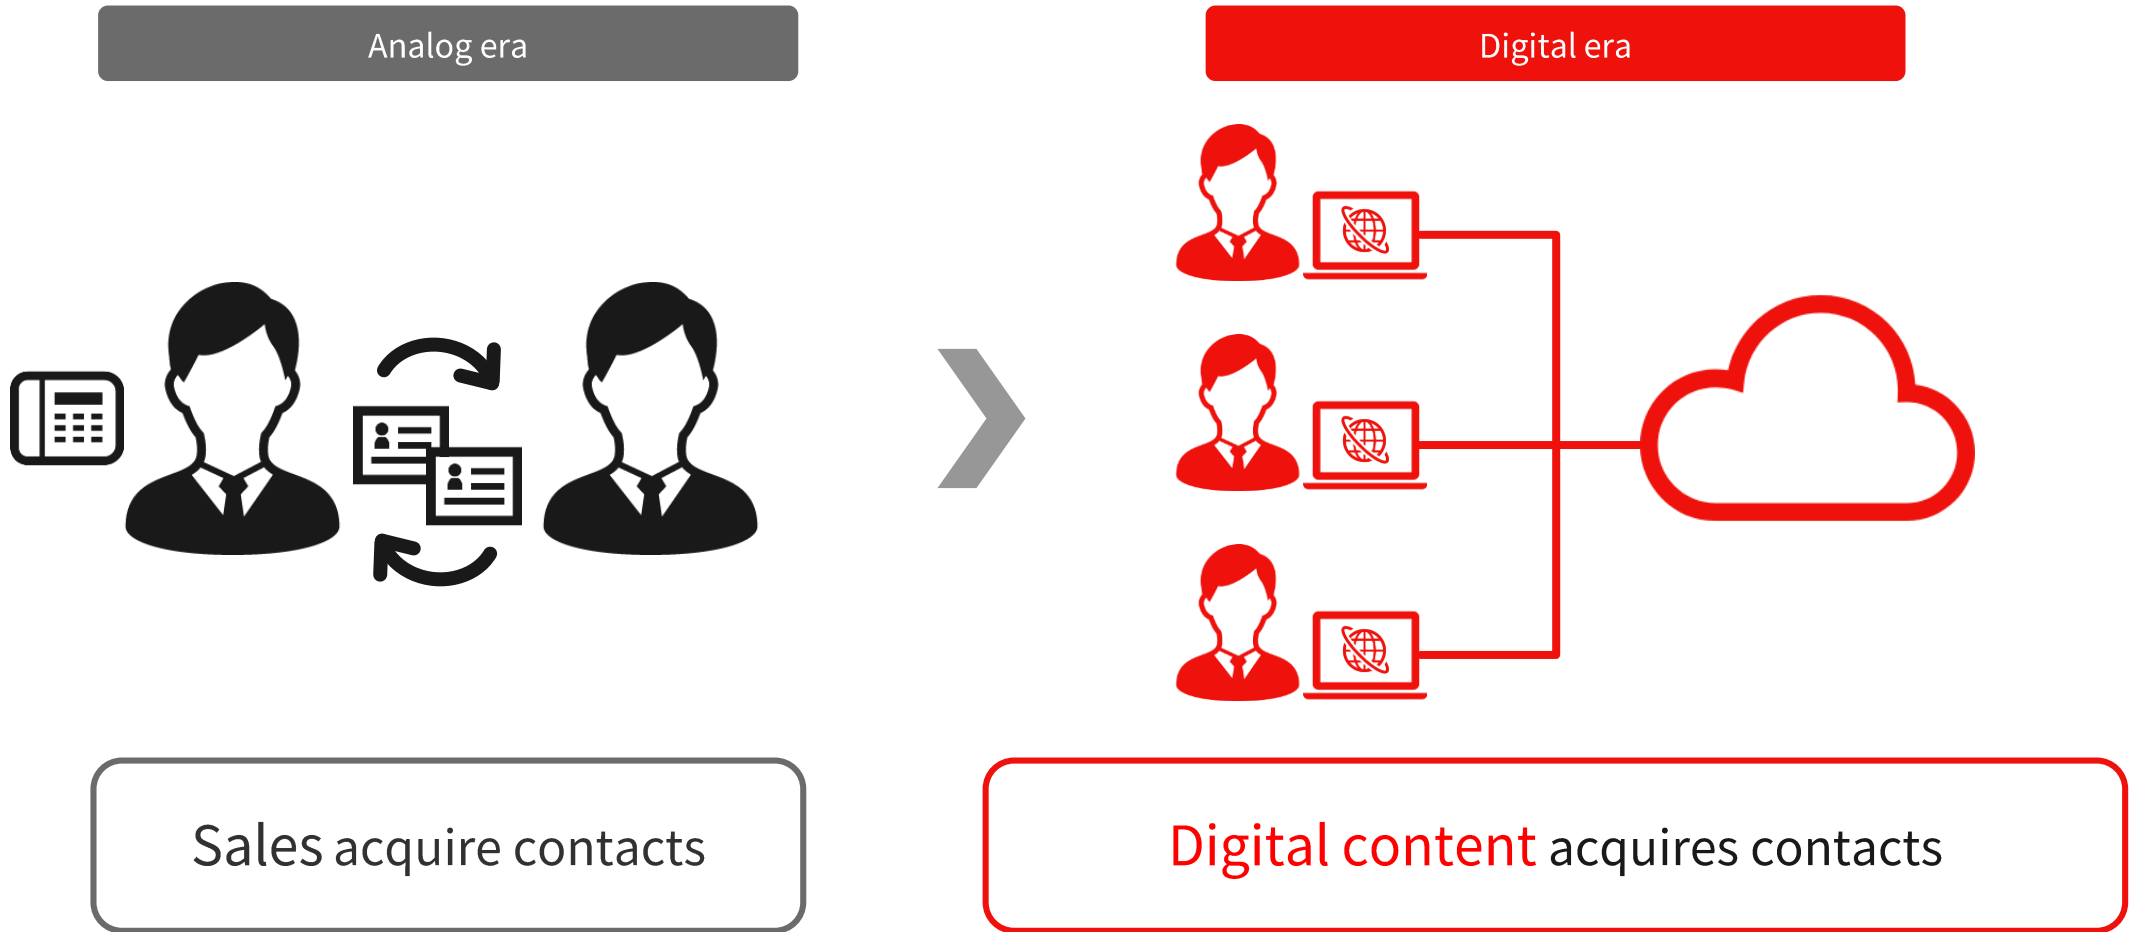 Analog era
Digital era
Sales acquire contacts
Digital content acquires contacts